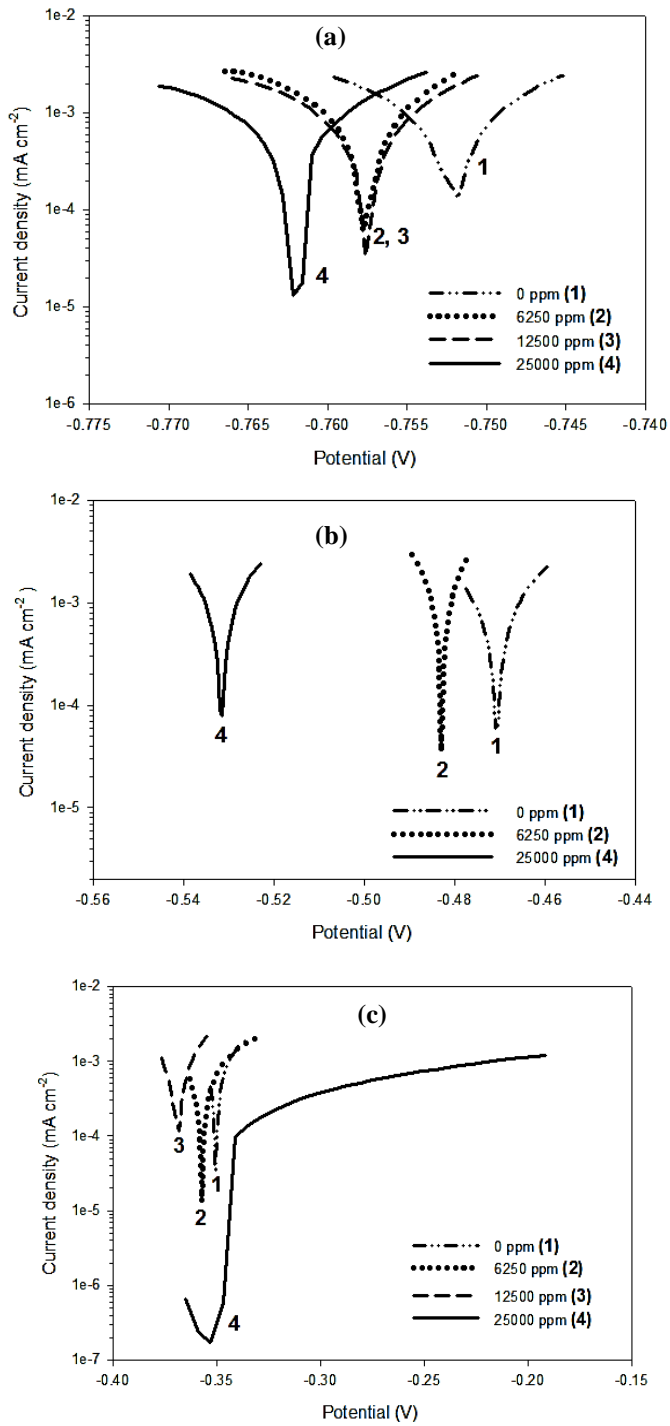 (a)
1e-2
1e-3
1e-4
1e-5
1e-6
Current density (mA cm-2)
1
2, 3
4
0 ppm (1)
6250 ppm (2)
12500 ppm (3)
25000 ppm (4)
-0.775 -0.770 -0.765 -0.760 -0.755 -0.750 -0.745 -0.740
Potential (V)
(b)
1e-2
1e-3
1e-4
1e-5
Current density (mA cm-2)
4
2
1
0 ppm (1)
6250 ppm (2)
25000 ppm (4)
-0.56 -0.54 -0.52 -0.50 -0.48 -0.46 -0.44
Potential (V)
(c)
1e-2
1e-3
1e-4
1e-5
1e-6
1e-7
Current density (mA cm-2)
3
2
1
4
0 ppm (1)
6250 ppm (2)
12500 ppm (3)
25000 ppm (4)
-0.40 -0.35 -0.30 -0.25 -0.20 -0.15
Potential (V)